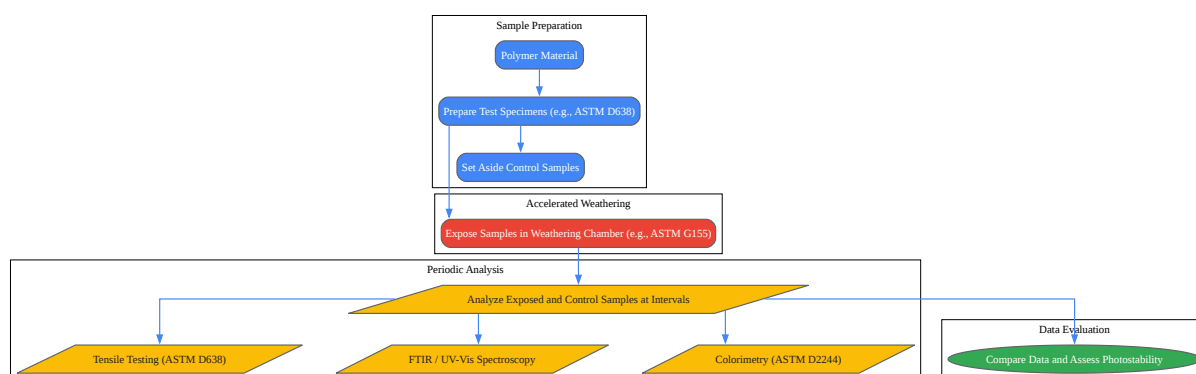 Sample Preparation
Polymer Material
Prepare Test Specimens (e.g., ASTM D638)
Set Aside Control Samples
Accelerated Weathering
Expose Samples in Weathering Chamber (e.g., ASTM G155)
Periodic Analysis
Analyze Exposed and Control Samples at Intervals
Tensile Testing (ASTM D638)
FTIR / UV-Vis Spectroscopy
Colorimetry (ASTM D2244)
Data Evaluation
Compare Data and Assess Photostability